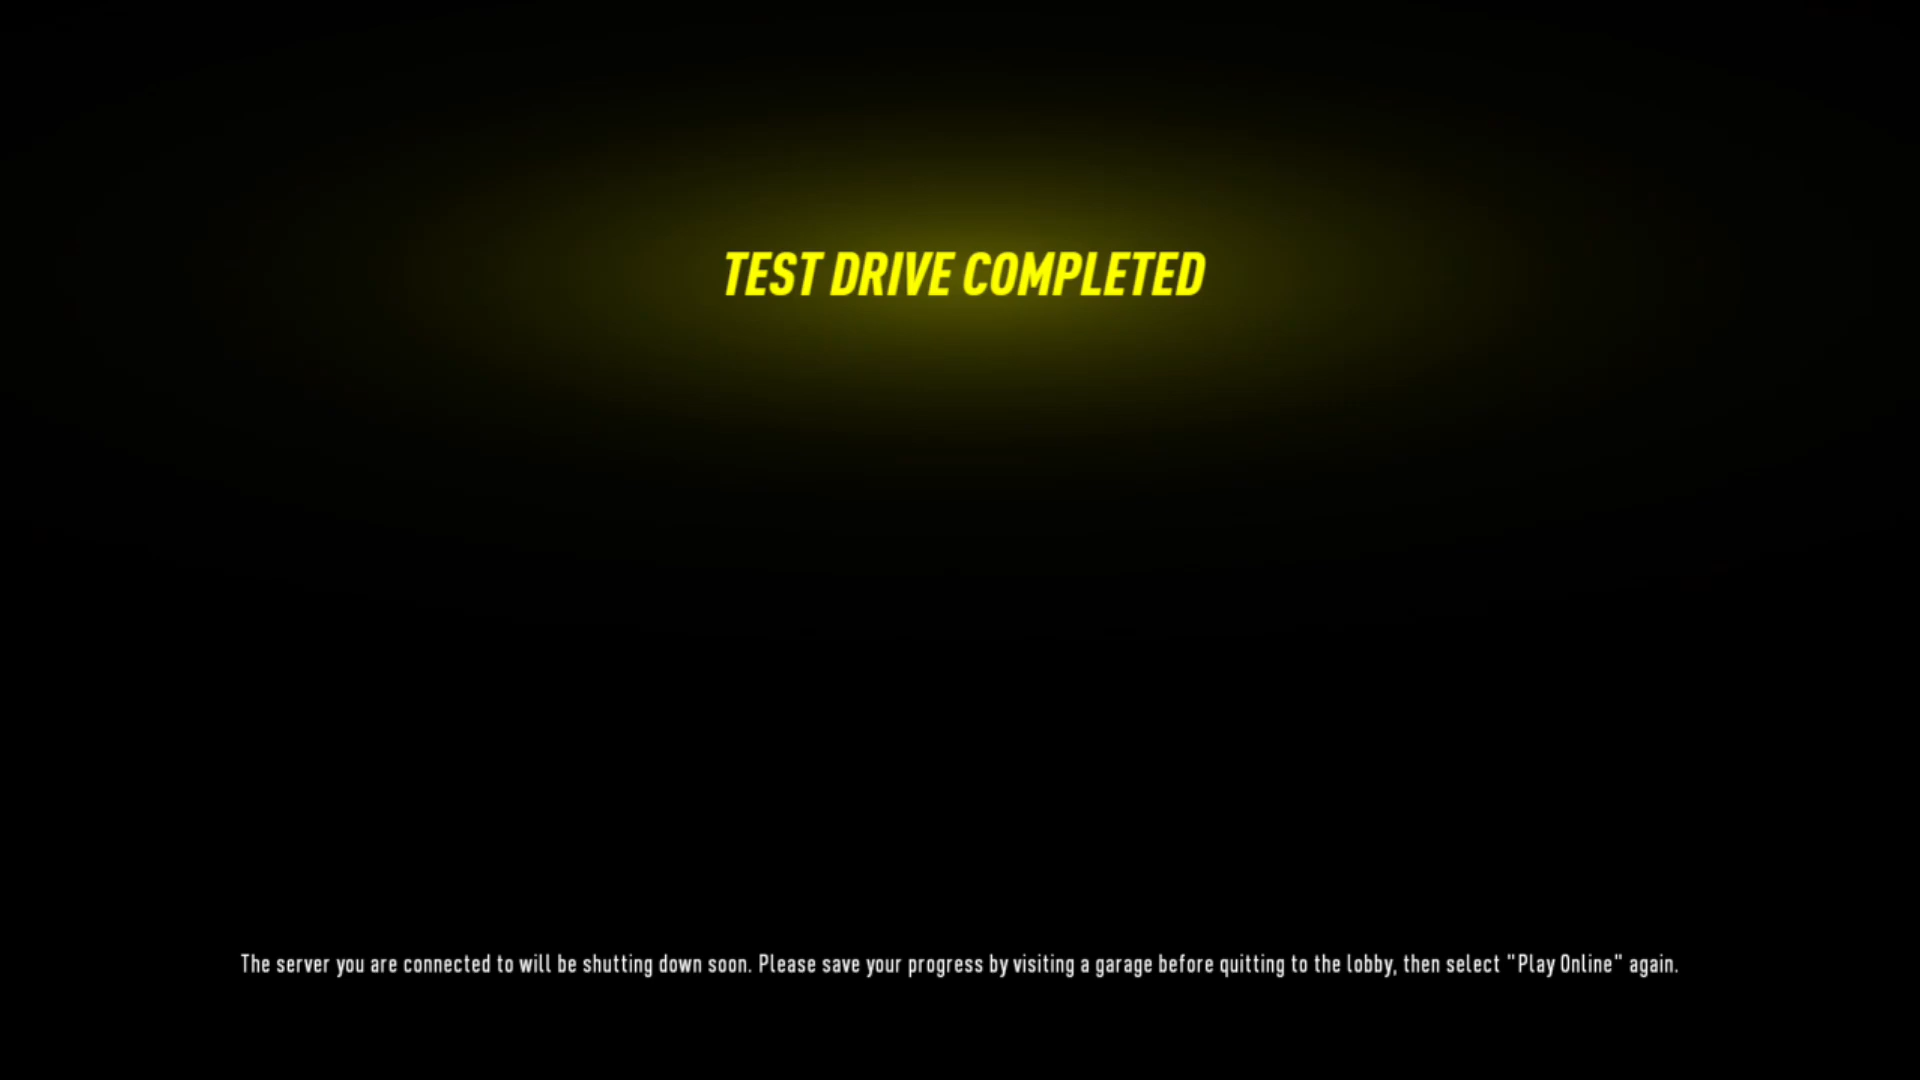 TEST DRIVE COMPLETED
The server you are connected to will be shutting down soon. Please save your progress by visiting a garage before quitting to the lobby, then select "Play Online" again.